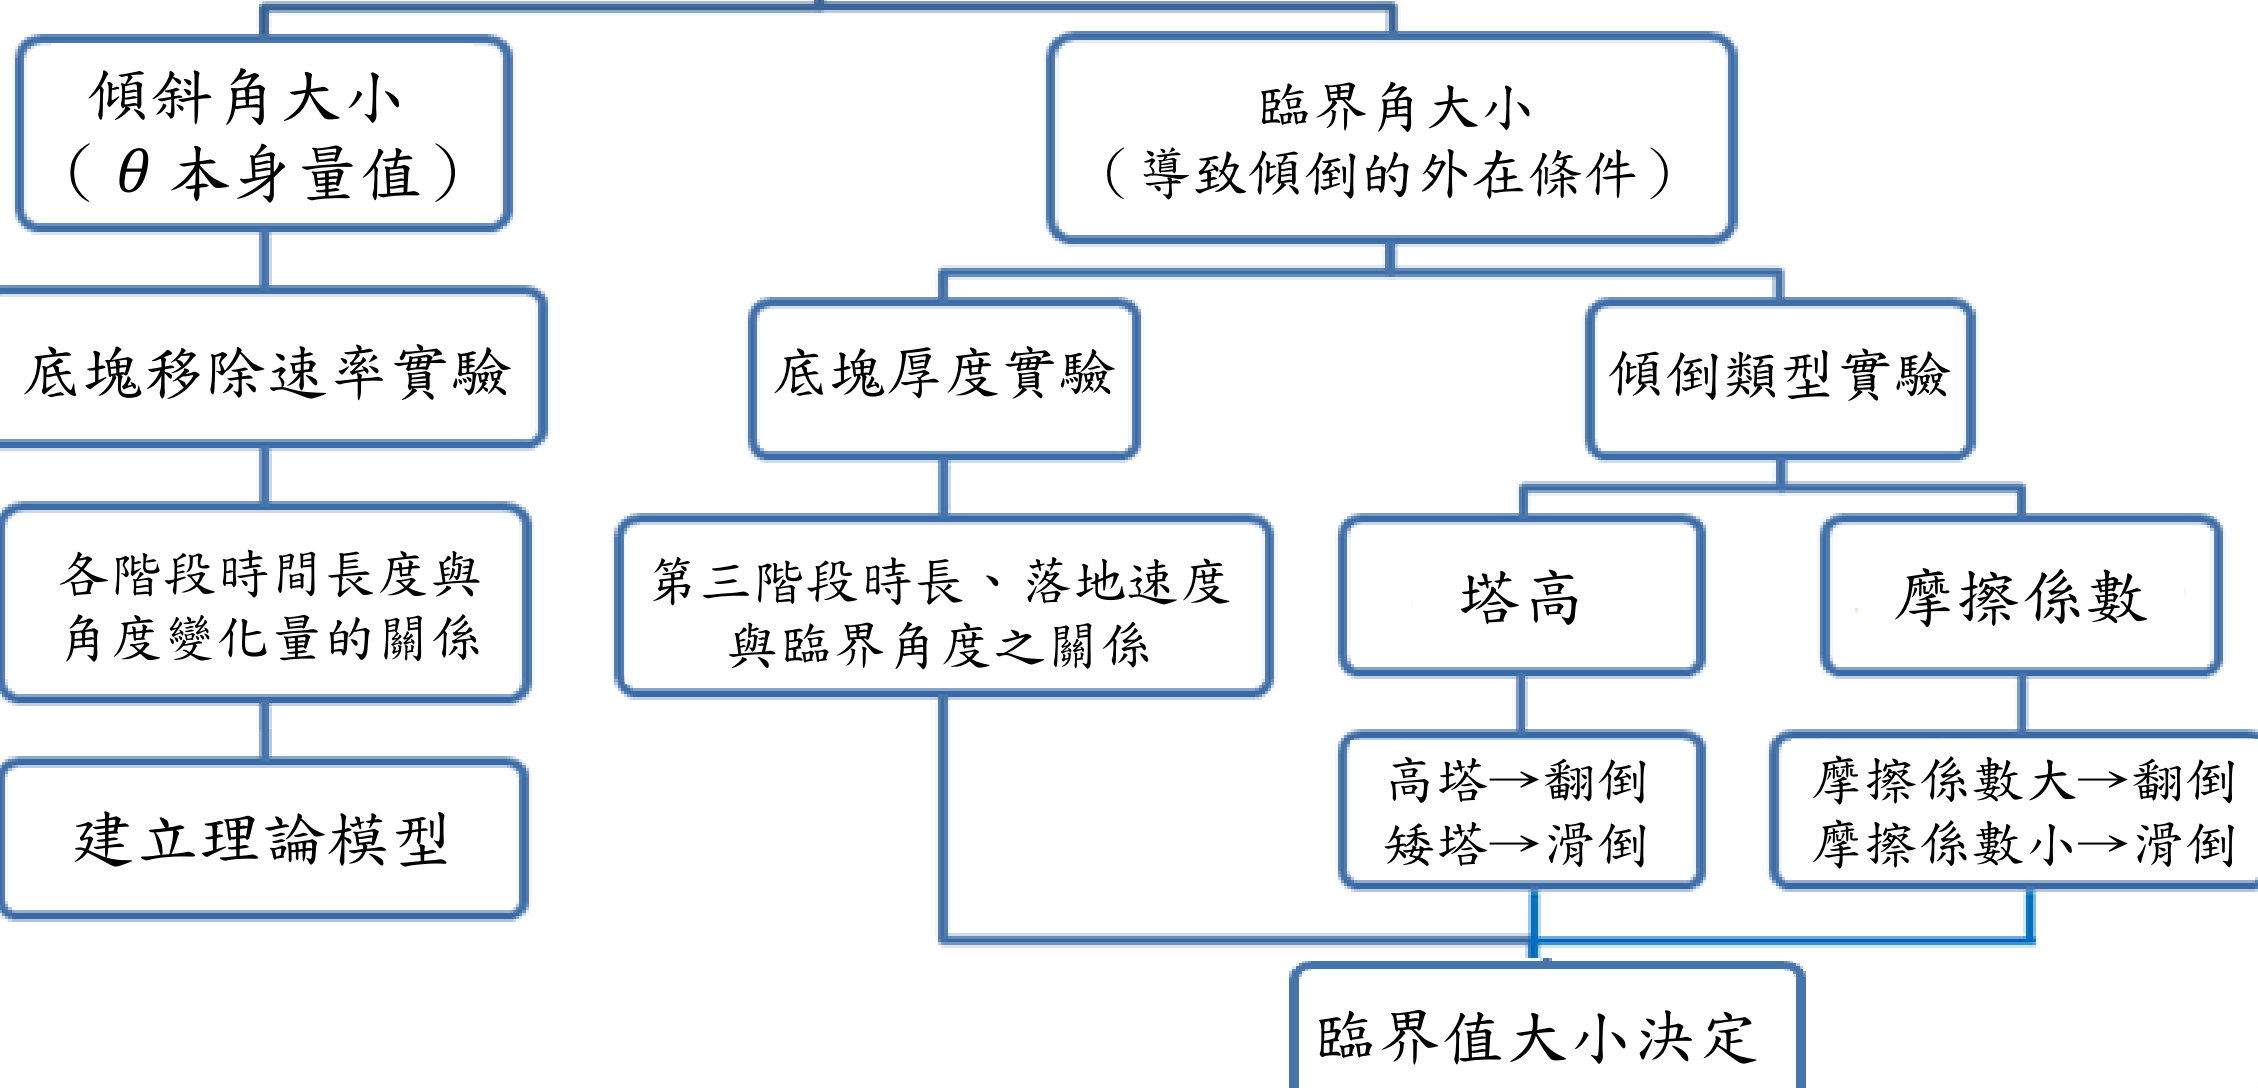 傾斜角大小
（θ本身量值）
底塊移除速率實驗
各階段時間長度與
角度變化量的關係
建立理論模型
臨界角大小
（導致傾倒的外在條件）
底塊厚度實驗
第三階段時長、落地速度
與臨界角度之關係
傾倒類型實驗
塔高
高塔→翻倒
矮塔→滑倒
摩擦係數
摩擦係數大→翻倒
摩擦係數小→滑倒
臨界值大小決定